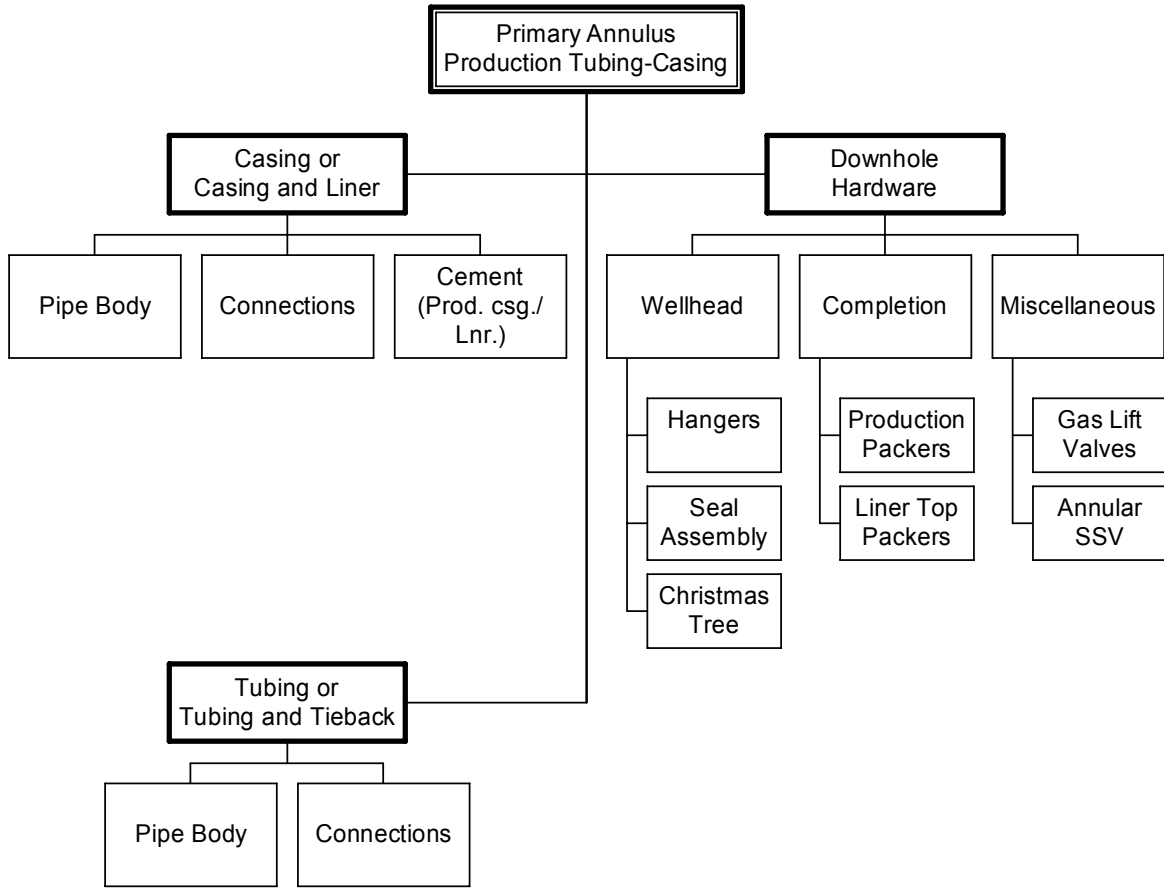 Primary Annulus
Production Tubing-Casing
Casing or
Casing and Liner
Downhole
Hardware
Pipe Body
Connections
Cement
(Prod. csg./
Lnr.)
Wellhead
Completion
Miscellaneous
Hangers
Seal
Assembly
Christmas
Tree
Production
Packers
Liner Top
Packers
Gas Lift
Valves
Annular
SSV
Tubing or
Tubing and Tieback
Pipe Body
Connections